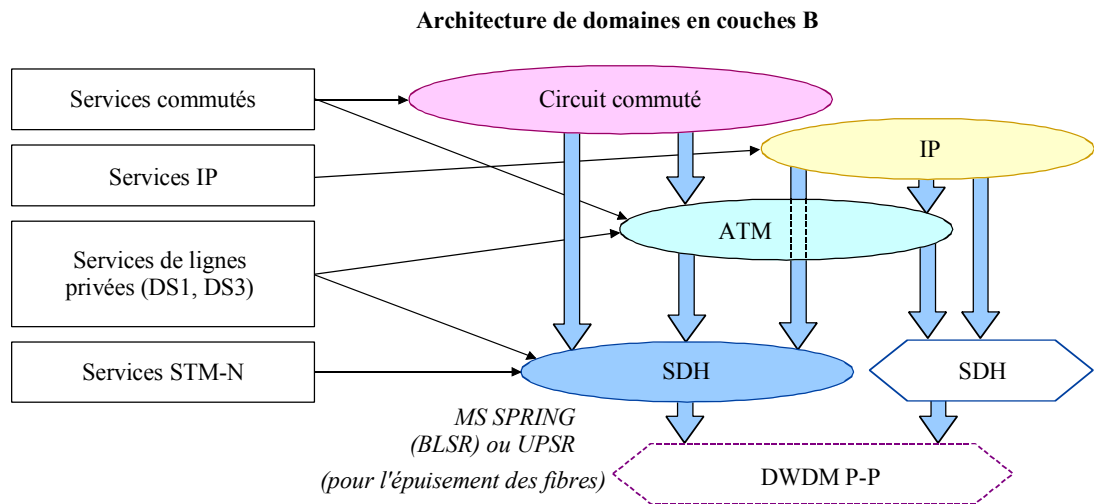 Architecture de domaines en couches B
Services commutés
Circuit commuté
Services IP
IP
ATM
Services de lignes
privées (DS1, DS3)
Services STM-N
SDH
SDH
MS SPRING
(BLSR) ou UPSR
(pour l'épuisement des fibres)
DWDM P-P